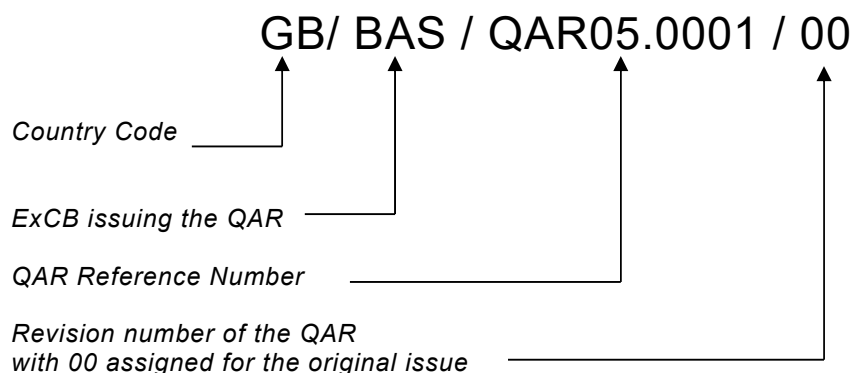 GB/ BAS / QAR05.0001 / 00
Country Code
ExCB issuing the QAR
QAR Reference Number
Revision number of the QAR
with 00 assigned for the original issue